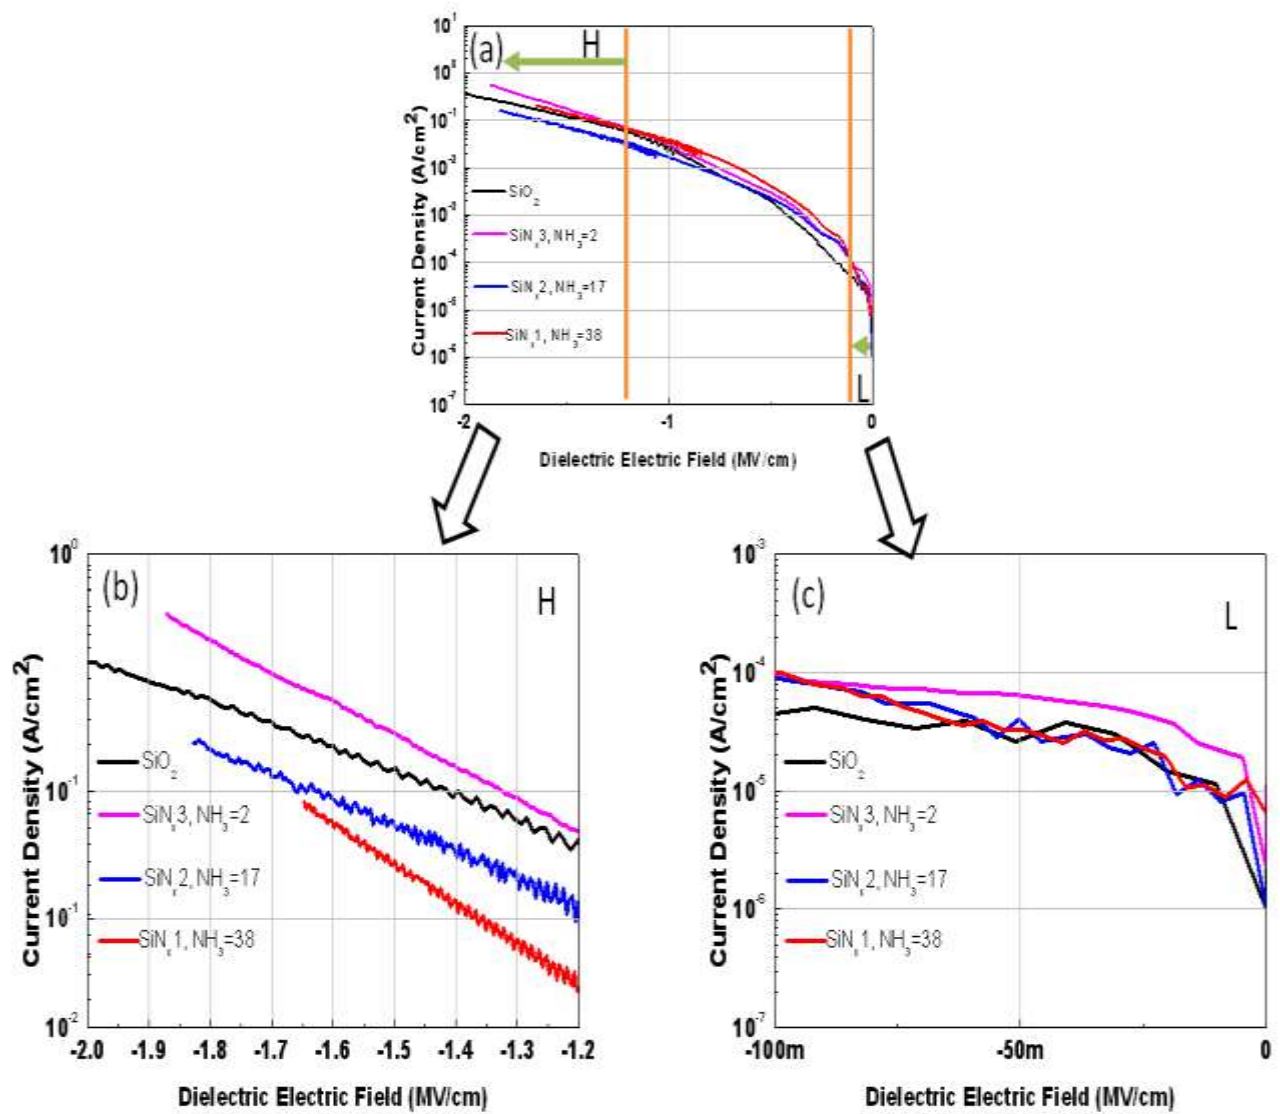 (a)
H
10¹
10⁰
10⁻¹
10⁻²
10⁻³
10⁻⁴
10⁻⁵
10⁻⁶
10⁻⁷
Current Density (A/cm²)
SiO₂
SiNₓ3, NH₃=2
SiNₓ2, NH₃=17
SiNₓ1, NH₃=38
L
-2
-1
0
Dielectric Electric Field (MV/cm)
(b)
H
10⁰
10⁻¹
10⁻¹
10⁻²
Current Density (A/cm²)
SiO₂
SiNₓ3, NH₃=2
SiNₓ2, NH₃=17
SiNₓ1, NH₃=38
-2.0 -1.9 -1.8 -1.7 -1.6 -1.5 -1.4 -1.3 -1.2
Dielectric Electric Field (MV/cm)
(c)
L
10⁻³
10⁻⁴
10⁻⁵
10⁻⁶
10⁻⁷
Current Density (A/cm²)
SiO₂
SiNₓ3, NH₃=2
SiNₓ2, NH₃=17
SiNₓ1, NH₃=38
-100m -50m 0
Dielectric Electric Field (MV/cm)